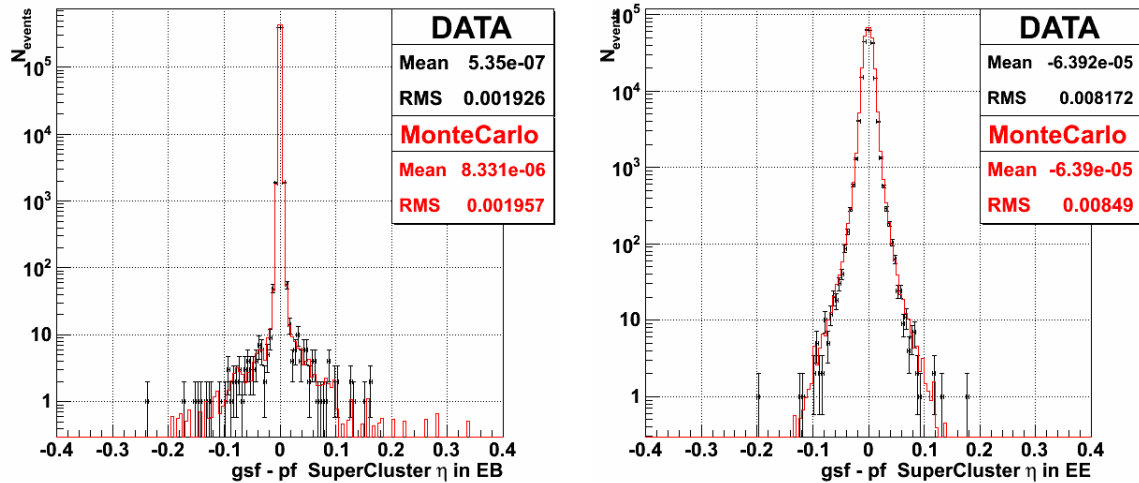 N_events
10^5
10^4
10^3
10^2
10
1
-0.4 -0.3 -0.2 -0.1 0 0.1 0.2 0.3 0.4
gsf - pf SuperCluster η in EB
DATA
Mean 5.35e-07
RMS 0.001926
MonteCarlo
Mean 8.331e-06
RMS 0.001957
N_events
10^5
10^4
10^3
10^2
10
1
-0.4 -0.3 -0.2 -0.1 0 0.1 0.2 0.3 0.4
gsf - pf SuperCluster η in EE
DATA
Mean -6.392e-05
RMS 0.008172
MonteCarlo
Mean -6.39e-05
RMS 0.00849